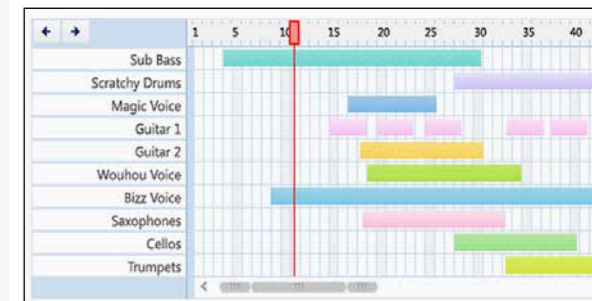 1 5 10 15 20 25 30 35 40
Sub Bass
Scratchy Drums
Magic Voice
Guitar 1
Guitar 2
Wouhou Voice
Bizz Voice
Saxophones
Cellos
Trumpets